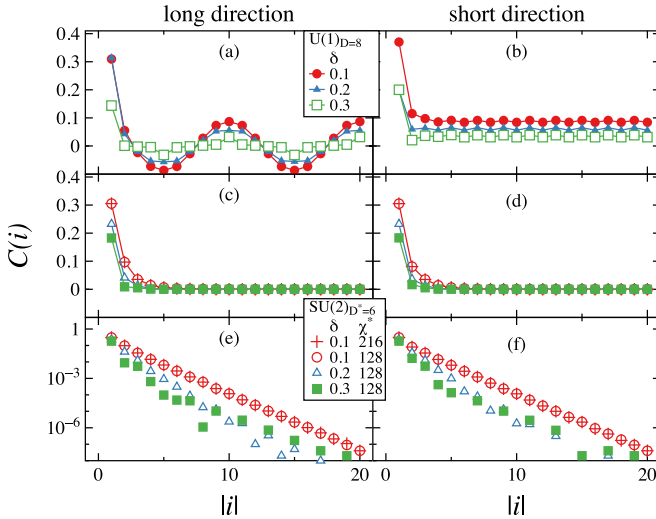 long direction short direction
0.4
(a) U(1)D=8 (b)
δ
0.3
0.1
0.2
0.2
0.3
0.1
0
(c) (d)
0.4
0.3
0.2
0.1
0
C(i)
SU(2)D*=6
(e) δ χ* (f)
1
0.1 216
0.1 128
10⁻³
0.2 128
0.3 128
10⁻⁶
0 10 20 0 10 20
|i| |i|